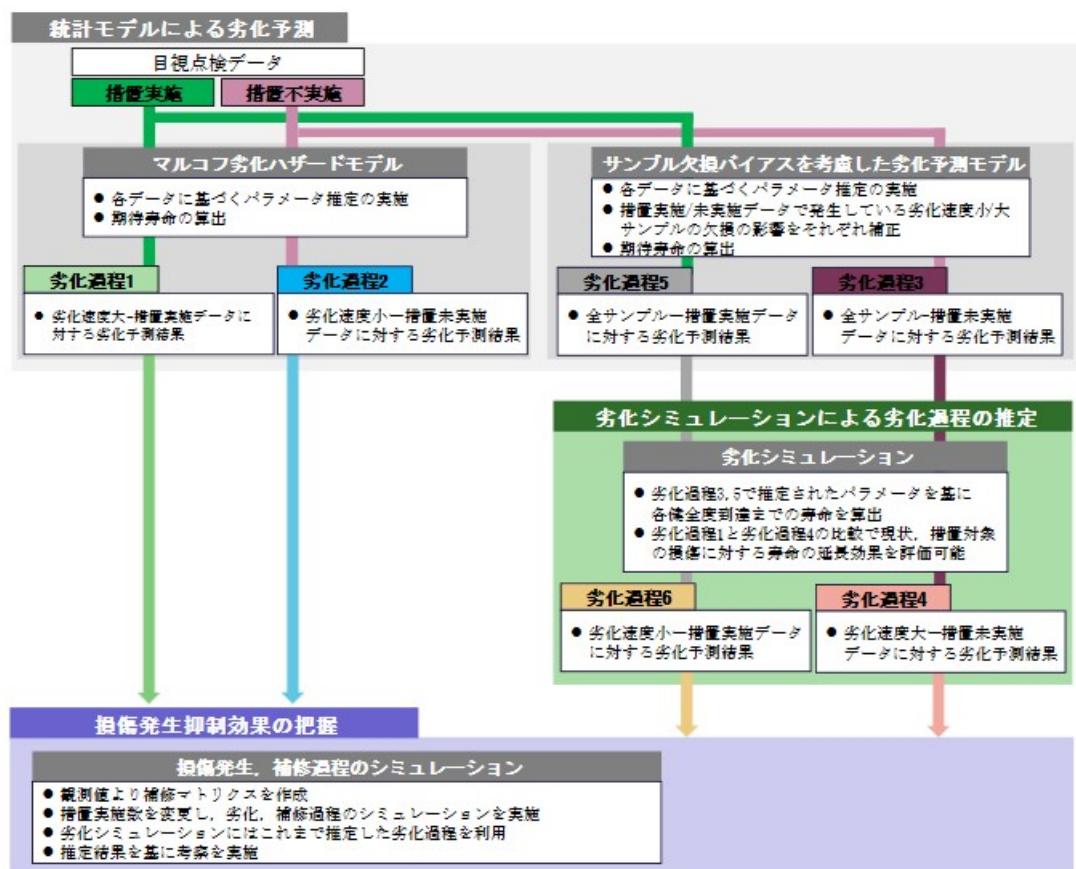 統計モデルによる劣化予測
目視点検データ
措置実施
措置不実施
マルコフ劣化ハザードモデル
● 各データに基づくパラメータ推定の実施
● 期待寿命の算出
サンプル欠損バイアスを考慮した劣化予測モデル
● 各データに基づくパラメータ推定の実施
● 措置実施/未実施データで発生している劣化速度小/大
サンプルの欠損の影響をそれぞれ補正
● 期待寿命の算出
劣化過程1
● 劣化速度大-措置実施データに
対する劣化予測結果
劣化過程2
● 劣化速度小ー措置未実施
データに対する劣化予測結果
劣化過程5
● 全サンプルー措置実施データ
に対する劣化予測結果
劣化過程3
● 全サンプル-措置未実施
データに対する劣化予測結果
劣化シミュレーションによる劣化過程の推定
劣化シミュレーション
● 劣化過程3,5で推定されたパラメータを基に
各健全度到達までの寿命を算出
● 劣化過程1と劣化過程4の比較で現状，措置対象
の損傷に対する寿命の延長効果を評価可能
劣化過程6
● 劣化速度小ー措置実施データ
に対する劣化予測結果
劣化過程4
● 劣化速度大ー措置未実施
データに対する劣化予測結果
損傷発生抑制効果の把握
損傷発生，補修過程のシミュレーション
● 観測値より補修マトリクスを作成
● 措置実施数を変更し，劣化，補修過程のシミュレーションを実施
● 劣化シミュレーションにはこれまで推定した劣化過程を利用
● 推定結果を基に考察を実施